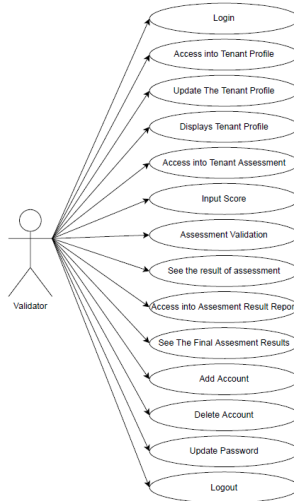 Login
Access into Tenant Profile
Update The Tenant Profile
Displays Tenant Profile
Access into Tenant Assessment
Input Score
Assessment Validation
See the result of assessment
Validator
Access into Assesment Result Report
See The Final Assesment Results
Add Account
Delete Account
Update Password
Logout